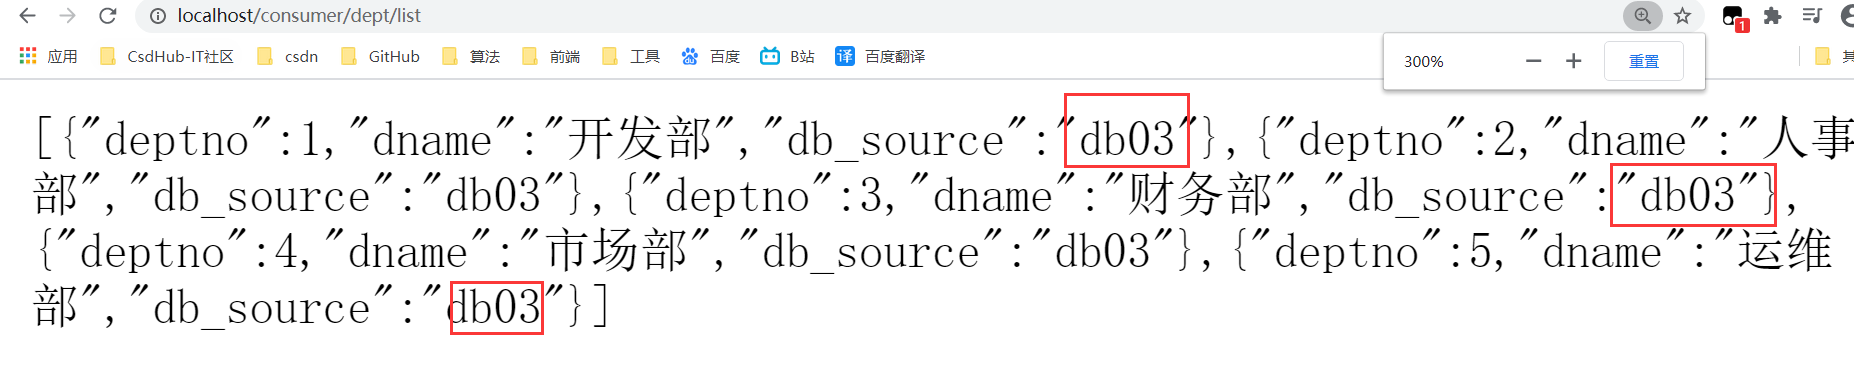 localhost/consumer/dept/list
1
应用 CsdHub-IT社区 csdn GitHub 算法 前端 工具 百度 B站 译 百度翻译
300% 重置
[{"deptno":1,"dname":"开发部","db_source":"db03"},{"deptno":2,"dname":"人事
部","db_source":"db03"},{"deptno":3,"dname":"财务部","db_source":"db03"},
{"deptno":4,"dname":"市场部","db_source":"db03"},{"deptno":5,"dname":"运维
部","db_source":"db03"}]